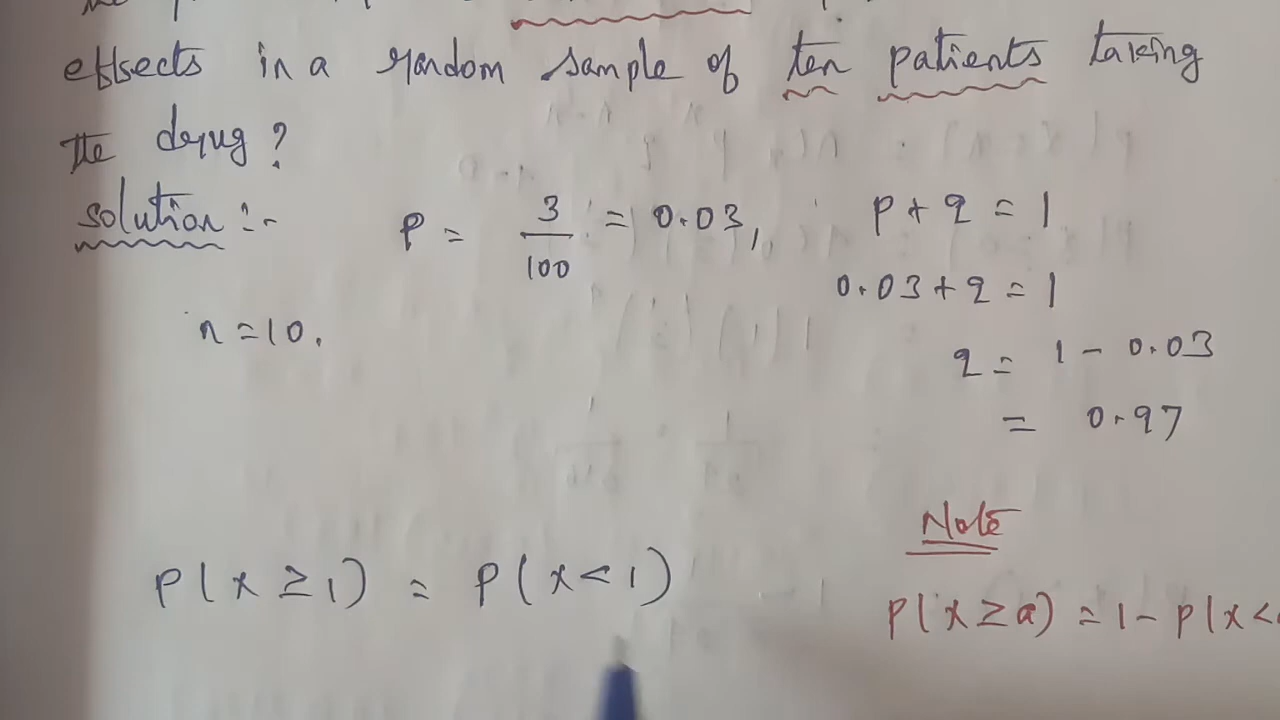 effsects in a random sample of ten patients taking
the drug?
solution :-
P = 3/100 = 0.03,
P + q = 1
0.03 + q = 1
n = 10.
q = 1 - 0.03
= 0.97
Note
P(x ≥ 1) = P(x < 1)
P(x ≥ a) = 1 - P(x <